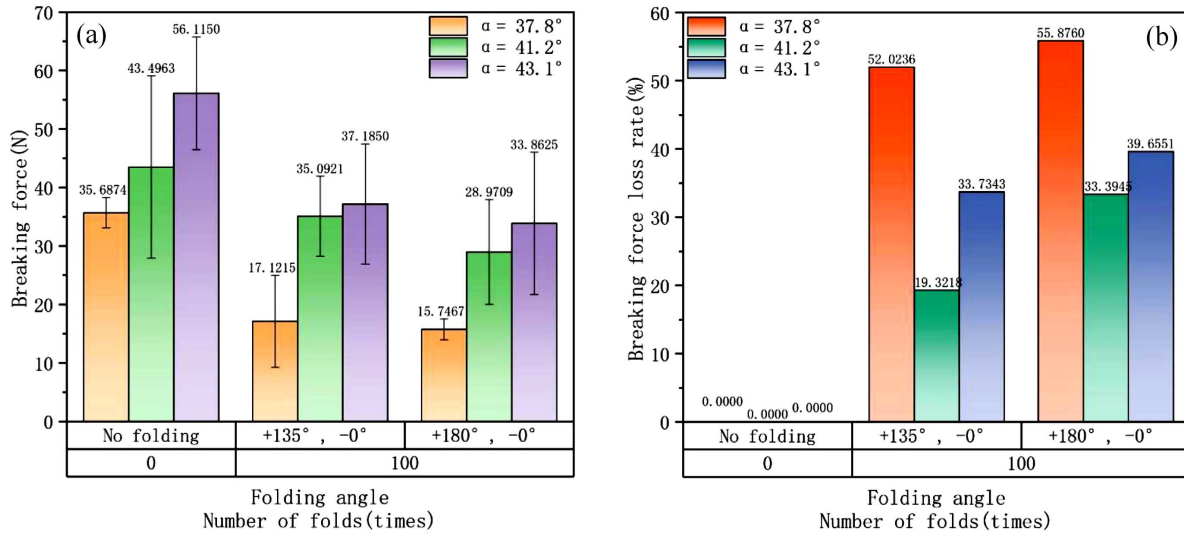 (a)
Breaking force(N)
70
60
50
40
30
20
10
0
α = 37.8°
α = 41.2°
α = 43.1°
35.6874
43.4963
56.1150
17.1215
35.0921
37.1850
15.7467
28.9709
33.8625
No folding
+135° , -0°
+180° , -0°
0
100
Folding angle
Number of folds(times)
(b)
Breaking force loss rate(%)
60
50
40
30
20
10
0
α = 37.8°
α = 41.2°
α = 43.1°
0.0000
0.0000
0.0000
52.0236
19.3218
33.7343
55.8760
33.3945
39.6551
No folding
+135° , -0°
+180° , -0°
0
100
Folding angle
Number of folds(times)